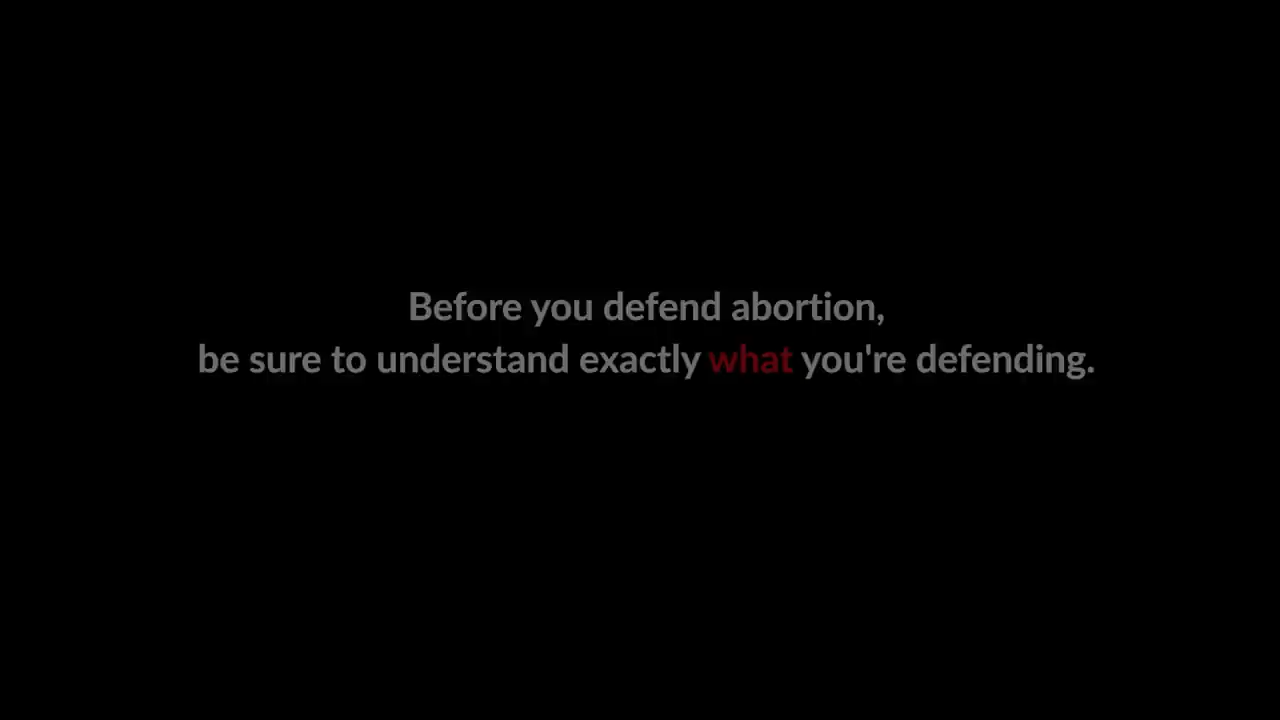 Before you defend abortion,
be sure to understand exactly what you're defending.